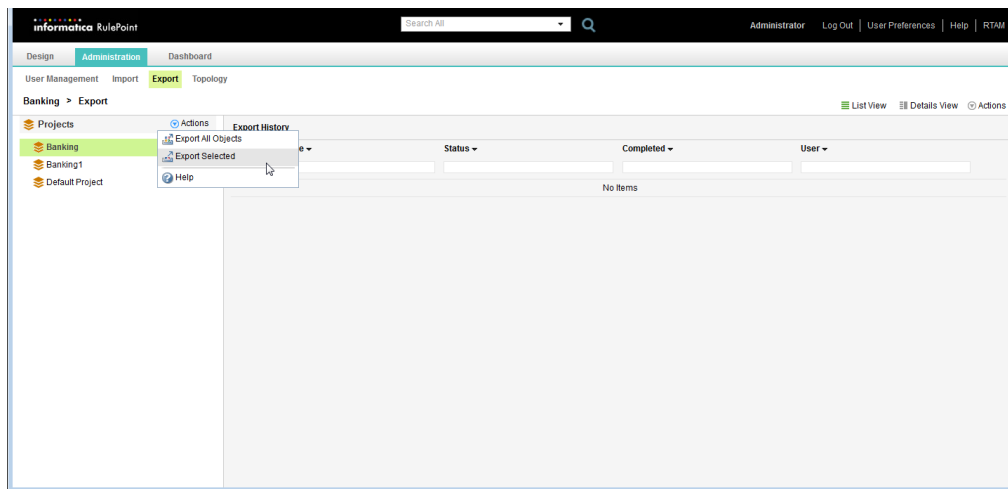 informatica RulePoint
Search All
Administrator Log Out | User Preferences | Help | RTAM
Design Administration Dashboard
User Management Import Export Topology
Banking > Export
List View Details View Actions
Projects Actions
Export History
Banking
Banking1
Default Project
Export All Objects
Export Selected
Help
e Status Completed User
No Items